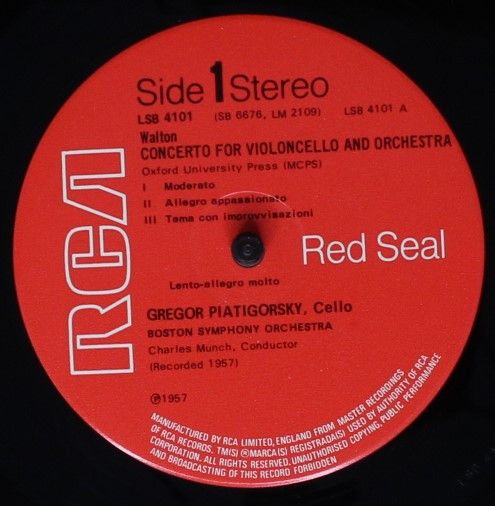 Side 1 Stereo
LSB 4101 (SB 6676, LM 2109) LSB 4101 A
Walton
CONCERTO FOR VIOLONCELLO AND ORCHESTRA
Oxford University Press (MCPS)
I Moderato
II Allegro appassionato
III Tema con improvvisazioni
RCA
Red Seal
Lento-allegro molto
GREGOR PIATIGORSKY, Cello
BOSTON SYMPHONY ORCHESTRA
Charles Munch, Conductor
(Recorded 1957)
℗1957
MANUFACTURED BY RCA LIMITED, ENGLAND FROM MASTER RECORDINGS
OF RCA RECORDS. TM(S) ® MARCA(S) REGISTRADA(S) USED BY AUTHORITY OF RCA
CORPORATION. ALL RIGHTS RESERVED. UNAUTHORISED COPYING, PUBLIC PERFORMANCE
AND BROADCASTING OF THIS RECORD FORBIDDEN